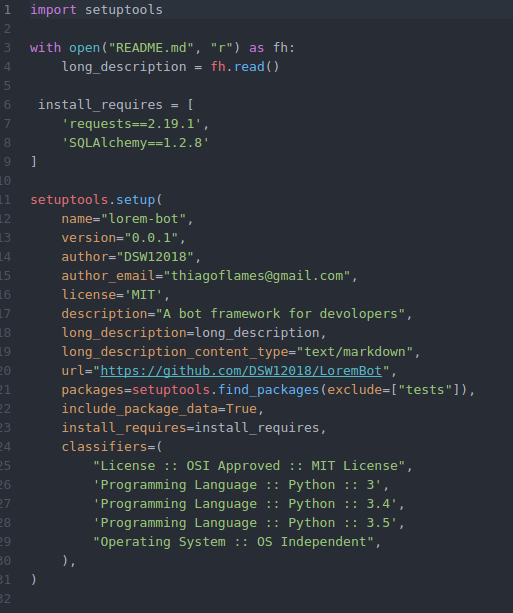 1 import setuptools
2
3 with open("README.md", "r") as fh:
4     long_description = fh.read()
5
6  install_requires = [
7     'requests==2.19.1',
8     'SQLAlchemy==1.2.8'
9 ]
10
11 setuptools.setup(
12     name="lorem-bot",
13     version="0.0.1",
14     author="DSW12018",
15     author_email="thiagoflames@gmail.com",
16     license='MIT',
17     description="A bot framework for devolopers",
18     long_description=long_description,
19     long_description_content_type="text/markdown",
20     url="https://github.com/DSW12018/LoremBot",
21     packages=setuptools.find_packages(exclude=["tests"]),
22     include_package_data=True,
23     install_requires=install_requires,
24     classifiers=(
25         "License :: OSI Approved :: MIT License",
26         'Programming Language :: Python :: 3',
27         'Programming Language :: Python :: 3.4',
28         'Programming Language :: Python :: 3.5',
29         "Operating System :: OS Independent",
30     ),
31 )
32